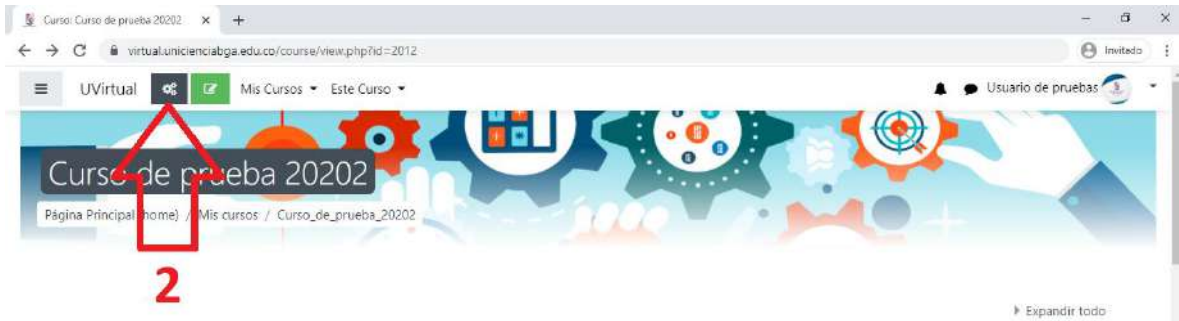 Curso: Curso de prueba 20202
virtual.unicienciabga.edu.co/course/view.php?id=2012
Invitado
UVirtual Mis Cursos Este Curso Usuario de pruebas
Curso de prueba 20202
Página Principal (home) / Mis cursos / Curso_de_prueba_20202
2
Expandir todo